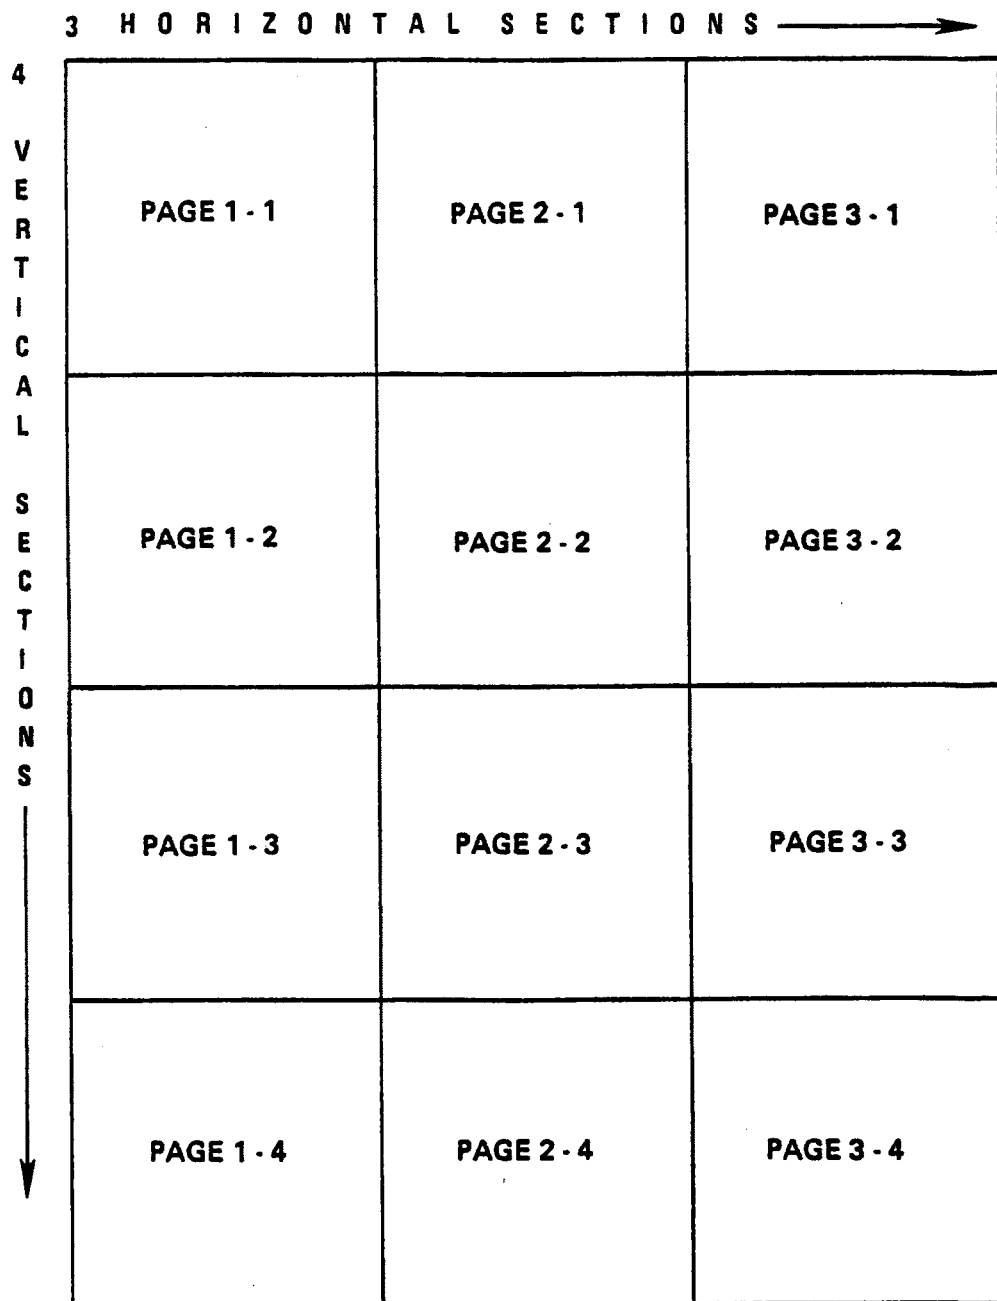 3 HORIZONTAL SECTIONS
4 VERTICAL SECTIONS
PAGE 1 - 1
PAGE 2 - 1
PAGE 3 - 1
PAGE 1 - 2
PAGE 2 - 2
PAGE 3 - 2
PAGE 1 - 3
PAGE 2 - 3
PAGE 3 - 3
PAGE 1 - 4
PAGE 2 - 4
PAGE 3 - 4